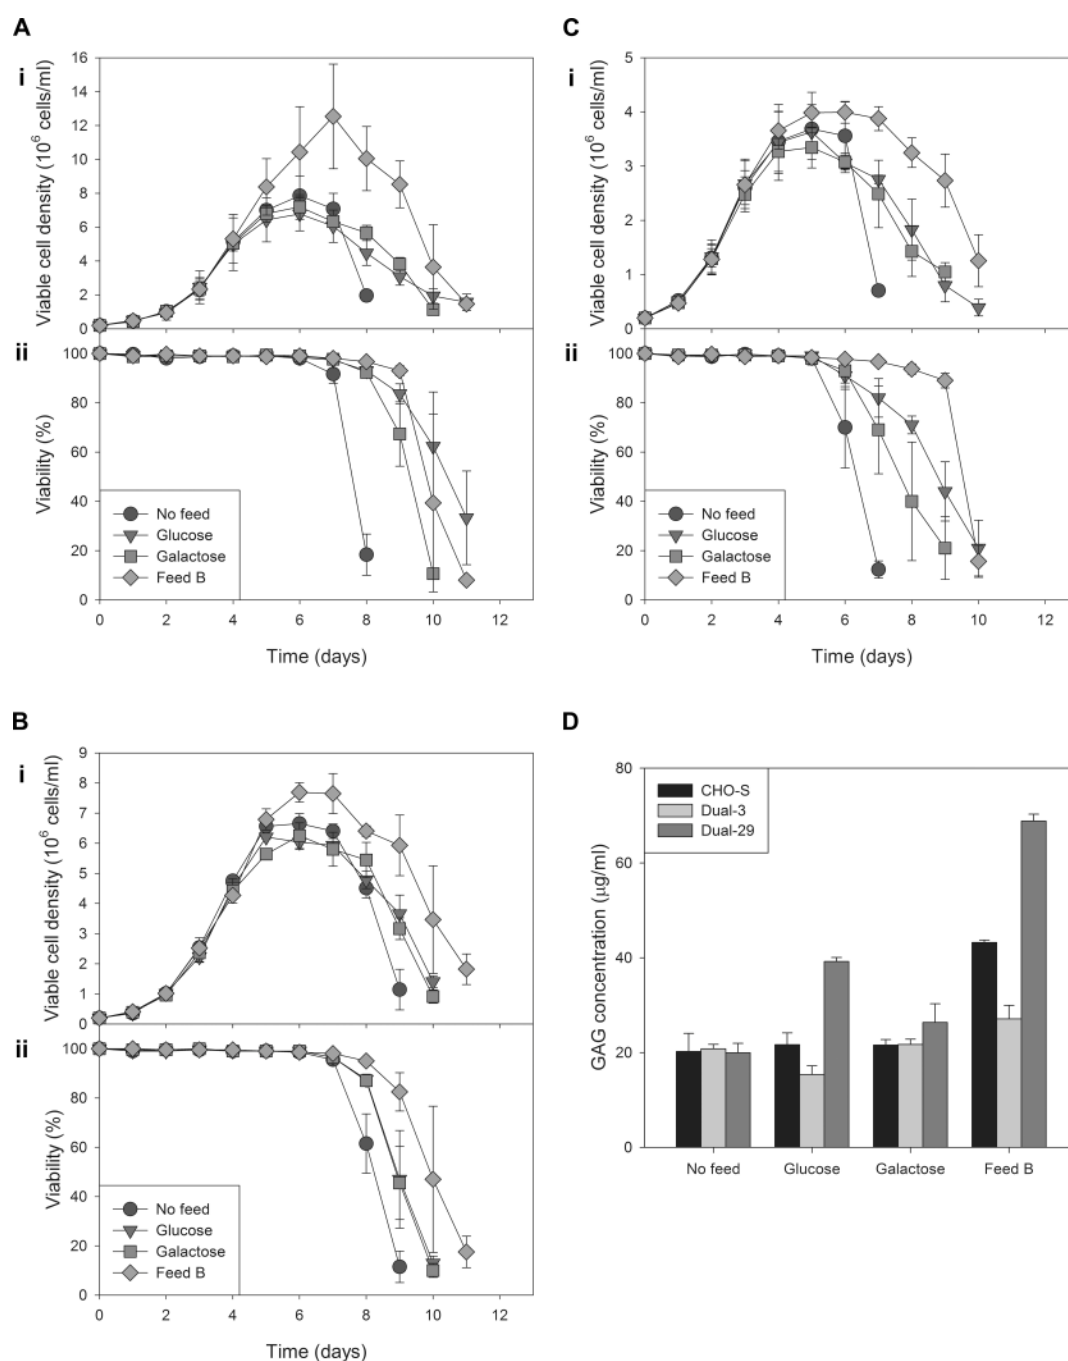 A
i
Viable cell density (10⁶ cells/ml)
16
14
12
10
8
6
4
2
0
ii
Viability (%)
100
80
60
40
20
0
No feed
Glucose
Galactose
Feed B
0 2 4 6 8 10 12
Time (days)
C
i
Viable cell density (10⁶ cells/ml)
5
4
3
2
1
0
ii
Viability (%)
100
80
60
40
20
0
No feed
Glucose
Galactose
Feed B
0 2 4 6 8 10 12
Time (days)
B
i
Viable cell density (10⁶ cells/ml)
9
8
7
6
5
4
3
2
1
0
ii
Viability (%)
100
80
60
40
20
0
No feed
Glucose
Galactose
Feed B
0 2 4 6 8 10 12
Time (days)
D
GAG concentration (µg/ml)
80
60
40
20
0
CHO-S
Dual-3
Dual-29
No feed Glucose Galactose Feed B